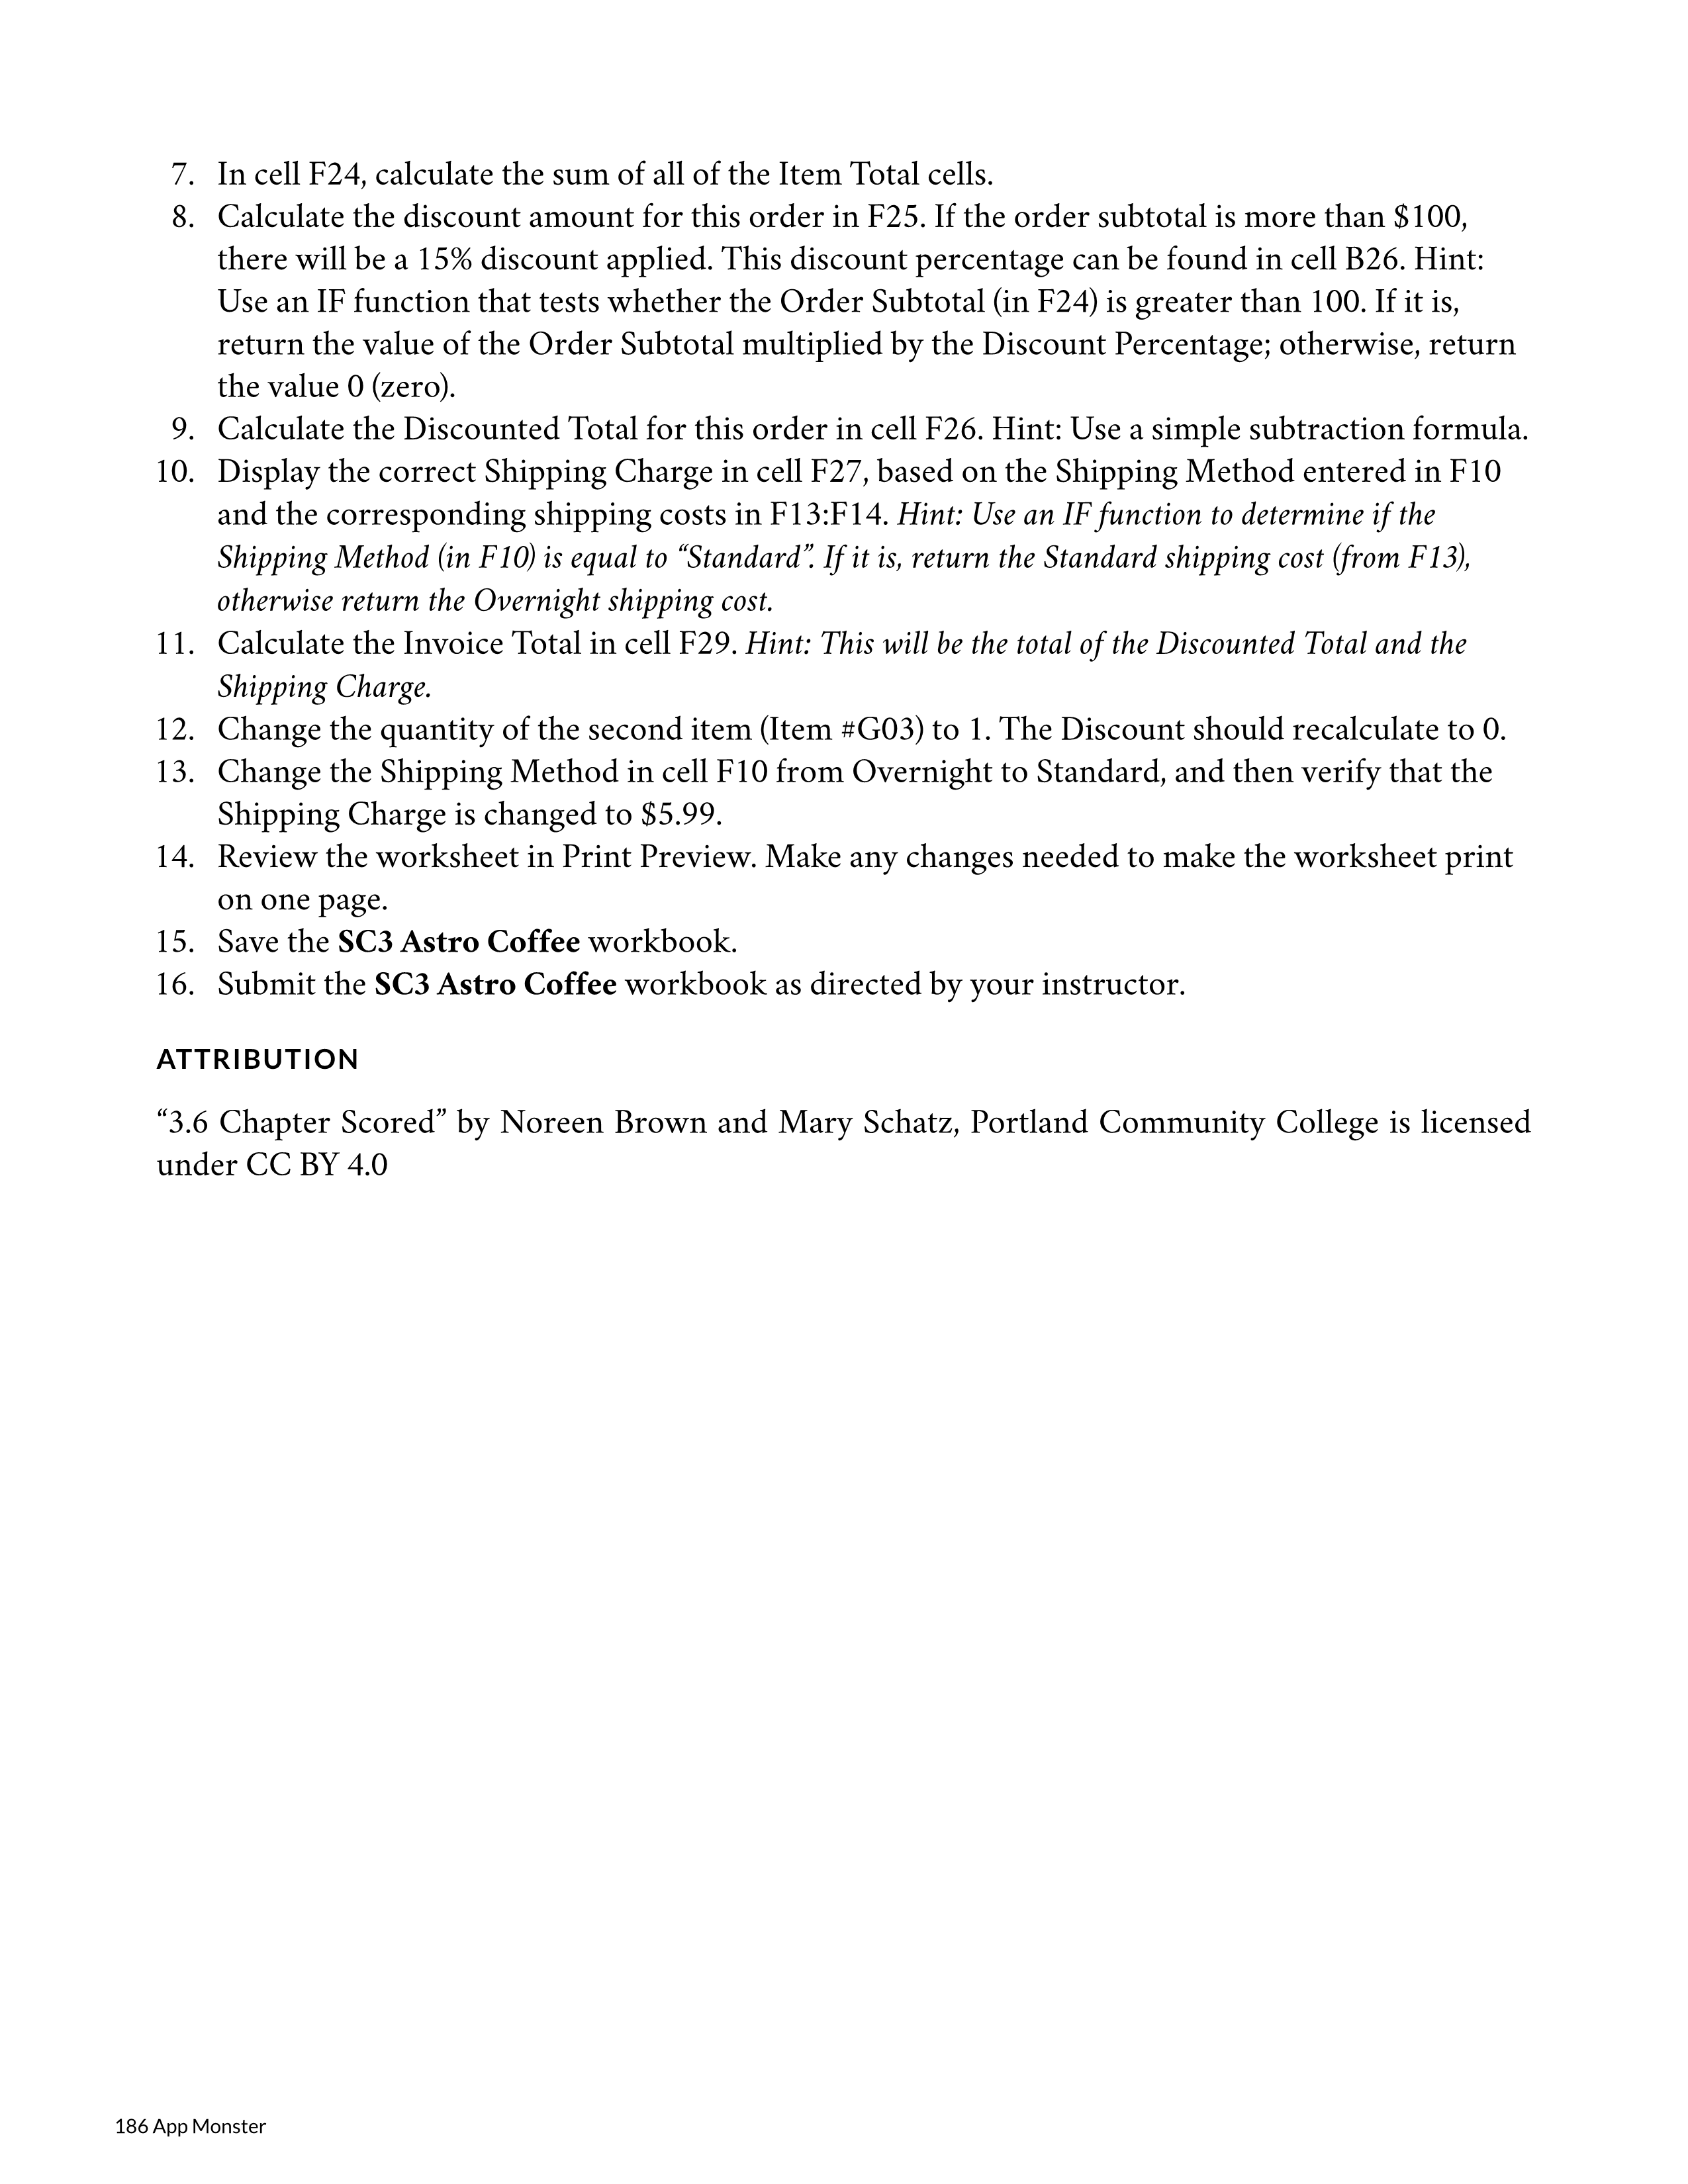 7. In cell F24, calculate the sum of all of the Item Total cells.
8. Calculate the discount amount for this order in F25. If the order subtotal is more than $100,
there will be a 15% discount applied. This discount percentage can be found in cell B26. Hint:
Use an IF function that tests whether the Order Subtotal (in F24) is greater than 100. If it is,
return the value of the Order Subtotal multiplied by the Discount Percentage; otherwise, return
the value 0 (zero).
9. Calculate the Discounted Total for this order in cell F26. Hint: Use a simple subtraction formula.
10. Display the correct Shipping Charge in cell F27, based on the Shipping Method entered in F10
and the corresponding shipping costs in F13:F14. Hint: Use an IF function to determine if the
Shipping Method (in F10) is equal to “Standard”. If it is, return the Standard shipping cost (from F13),
otherwise return the Overnight shipping cost.
11. Calculate the Invoice Total in cell F29. Hint: This will be the total of the Discounted Total and the
Shipping Charge.
12. Change the quantity of the second item (Item #G03) to 1. The Discount should recalculate to 0.
13. Change the Shipping Method in cell F10 from Overnight to Standard, and then verify that the
Shipping Charge is changed to $5.99.
14. Review the worksheet in Print Preview. Make any changes needed to make the worksheet print
on one page.
15. Save the SC3 Astro Coffee workbook.
16. Submit the SC3 Astro Coffee workbook as directed by your instructor.
ATTRIBUTION
“3.6 Chapter Scored” by Noreen Brown and Mary Schatz, Portland Community College is licensed
under CC BY 4.0
186 App Monster